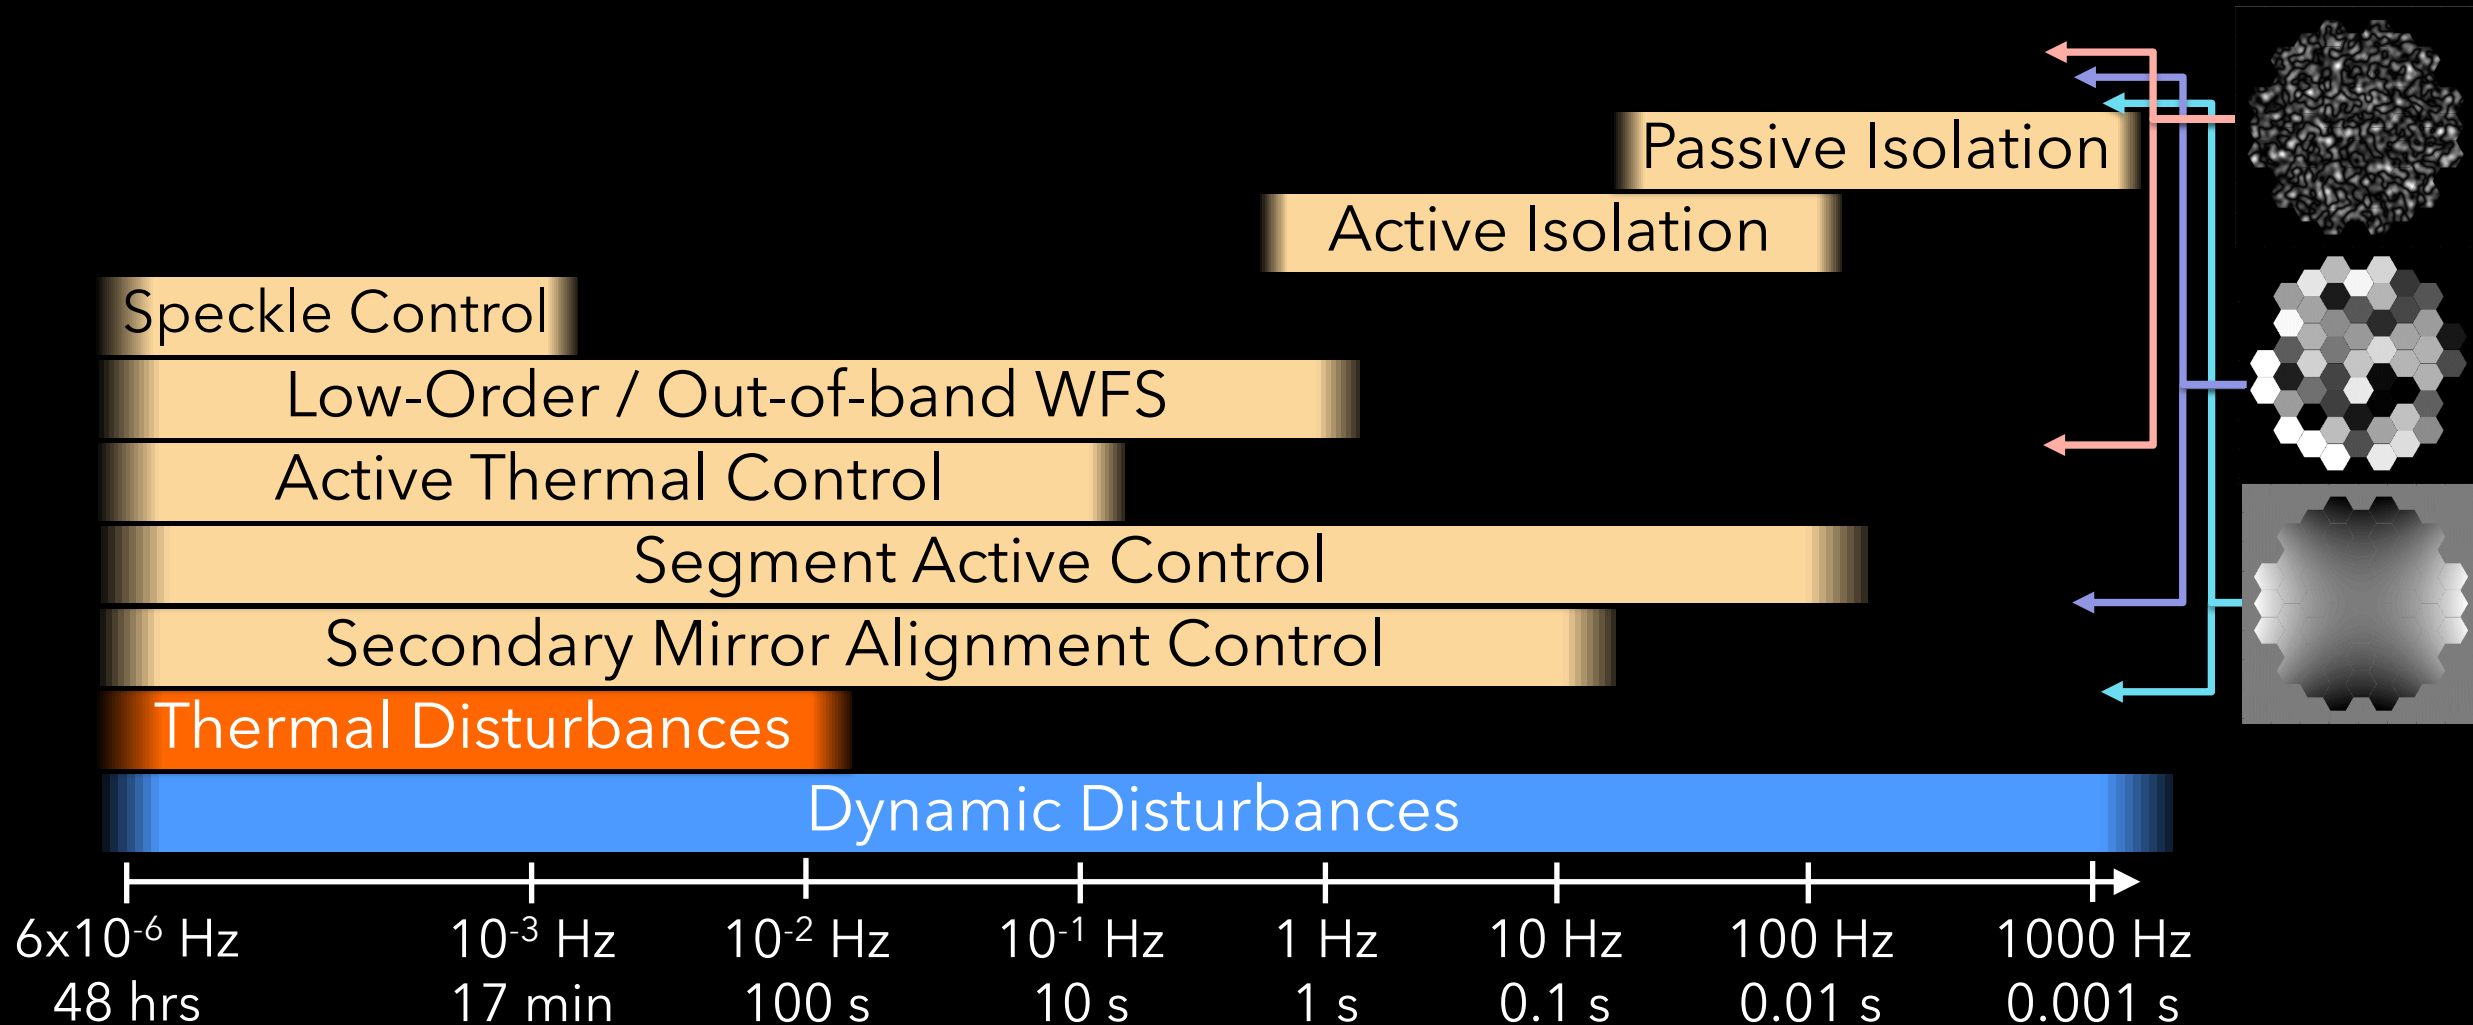 Passive Isolation
Active Isolation
Speckle Control
Low-Order / Out-of-band WFS
Active Thermal Control
Segment Active Control
Secondary Mirror Alignment Control
Thermal Disturbances
Dynamic Disturbances
6x10⁻⁶ Hz 10⁻³ Hz 10⁻² Hz 10⁻¹ Hz 1 Hz 10 Hz 100 Hz 1000 Hz
48 hrs 17 min 100 s 10 s 1 s 0.1 s 0.01 s 0.001 s